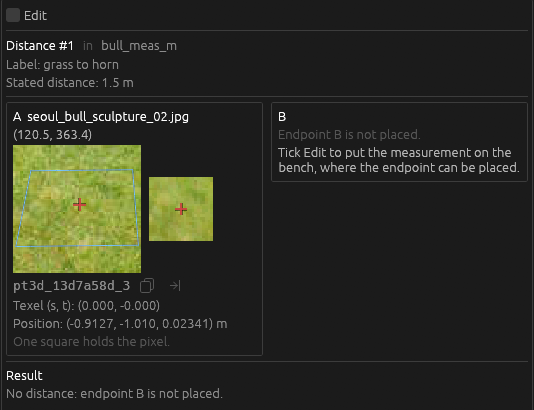 Edit
Distance #1 in bull_meas_m
Label: grass to horn
Stated distance: 1.5 m
A seoul_bull_sculpture_02.jpg
(120.5, 363.4)
pt3d_13d7a58d_3
Texel (s, t): (0.000, -0.000)
Position: (-0.9127, -1.010, 0.02341) m
One square holds the pixel.
B
Endpoint B is not placed.
Tick Edit to put the measurement on the
bench, where the endpoint can be placed.
Result
No distance: endpoint B is not placed.